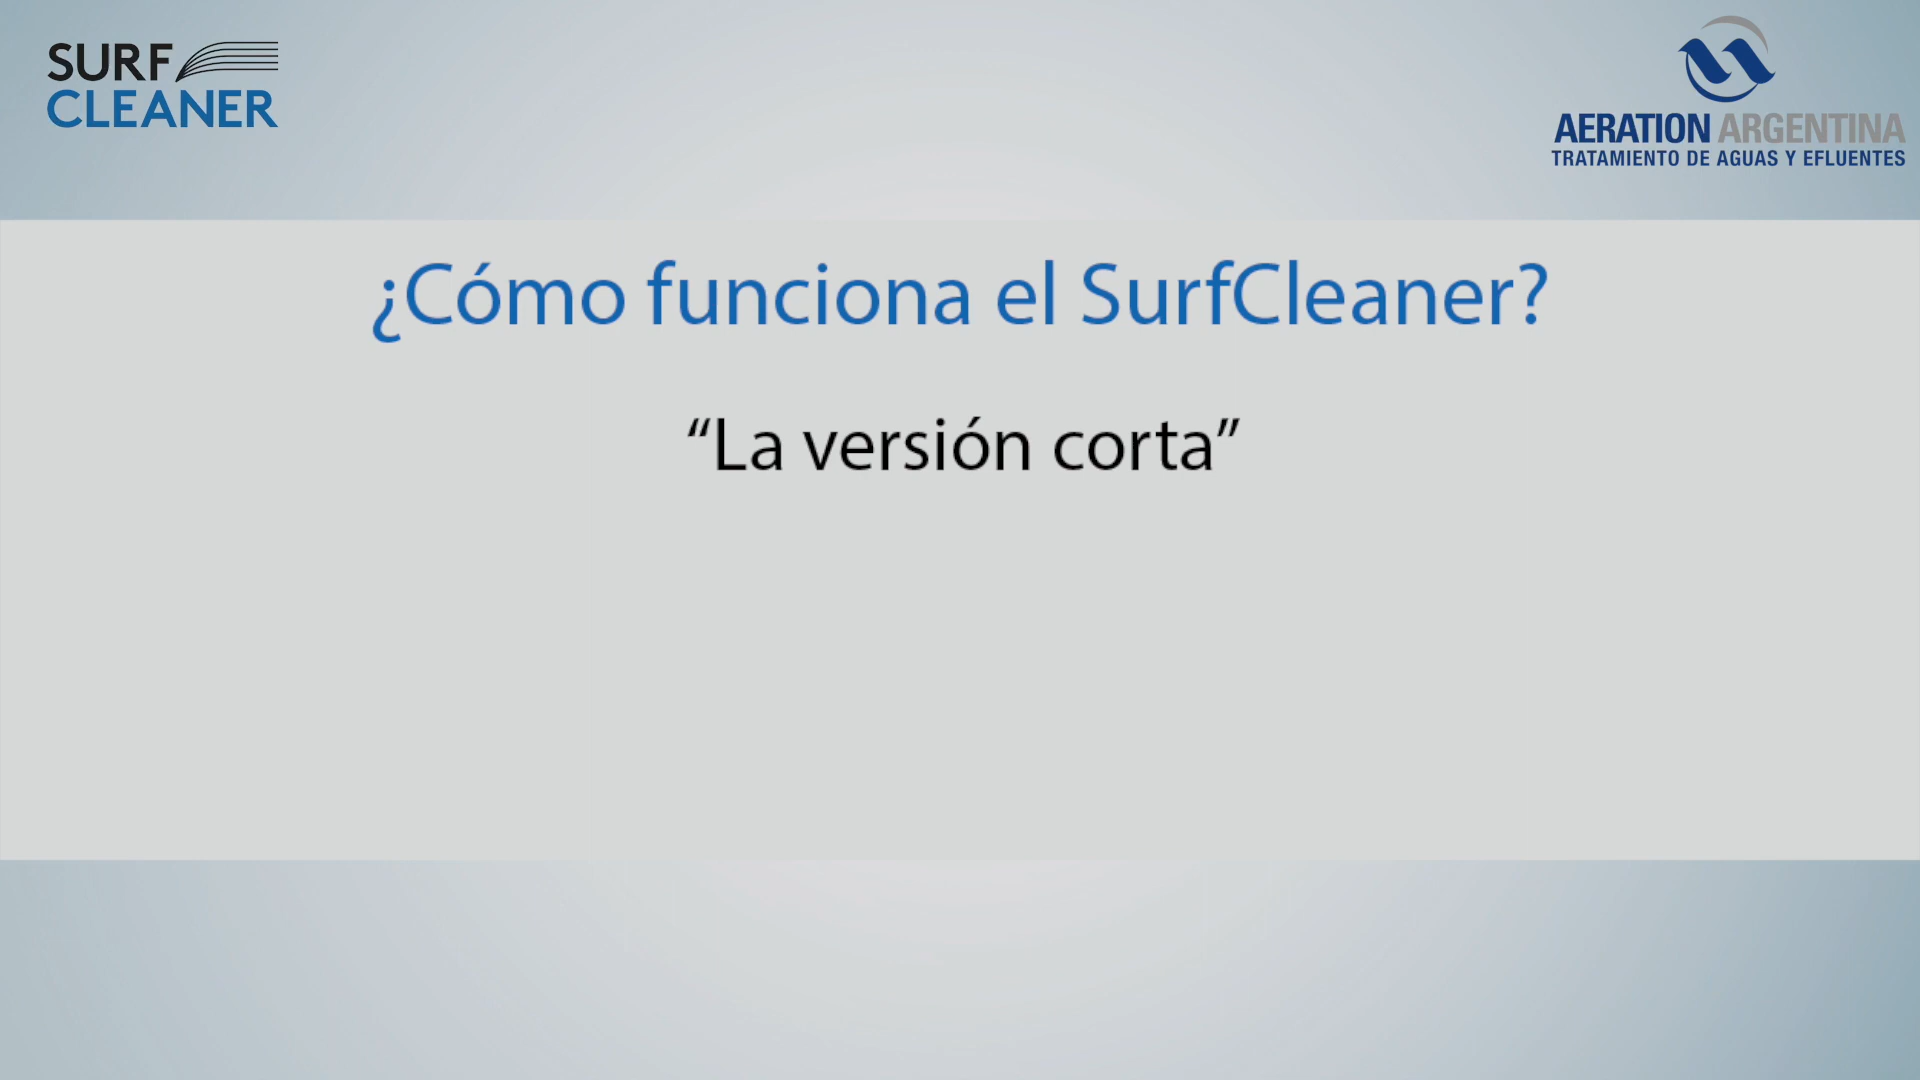 SURF
CLEANER
AERATION ARGENTINA
TRATAMIENTO DE AGUAS Y EFLUENTES
¿Cómo funciona el SurfCleaner?
“La versión corta”